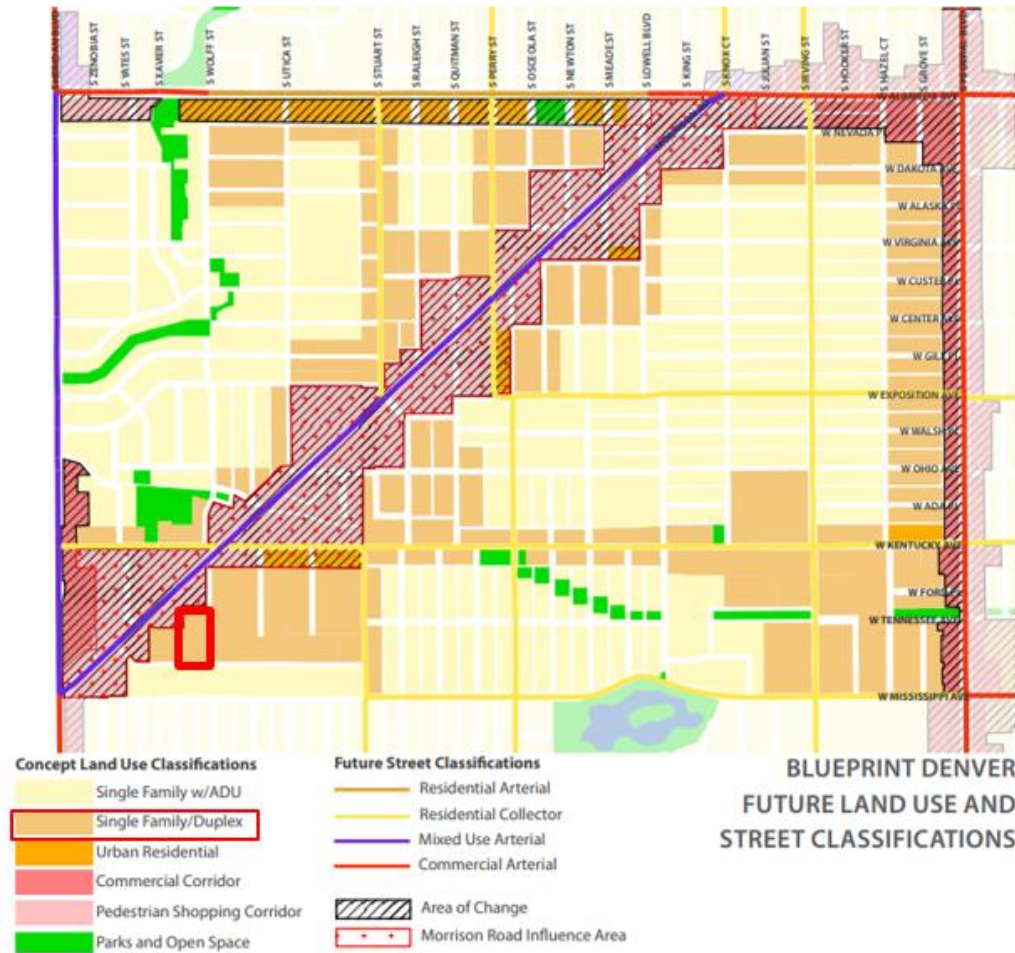 S ZENOBIA ST
S YATES ST
S XAVIER ST
S WOLFF ST
S UTICA ST
S STUART ST
S RALEIGH ST
S QUITMAN ST
S PERRY ST
S OSCEOLA ST
S NEWTON ST
S MEADE ST
S LOWELL BLVD
S KING ST
S KNOX CT
S JULIAN ST
S IRVING ST
S HOOKER ST
S HAZEL CT
S GROVE ST
W NEVADA PL
W ALASKA PL
W VIRGINIA AVE
W CUSTER PL
W CENTER AVE
W GILL PL
W EXPOSITION AVE
W WALSH PL
W OHIO AVE
W ADA PL
W KENTUCKY AVE
W FORD PL
W TENNESSEE AVE
W MISSISSIPPI AVE
Concept Land Use Classifications
Single Family w/ADU
Single Family/Duplex
Urban Residential
Commercial Corridor
Pedestrian Shopping Corridor
Parks and Open Space
Future Street Classifications
Residential Arterial
Residential Collector
Mixed Use Arterial
Commercial Arterial
Area of Change
Morrison Road Influence Area
BLUEPRINT DENVER
FUTURE LAND USE AND
STREET CLASSIFICATIONS